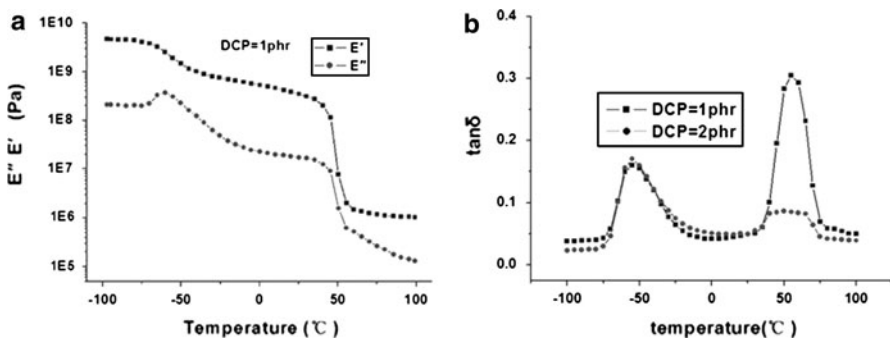 a
DCP=1phr
E'
E"
1E10
1E9
1E8
1E7
1E6
1E5
E" E' (Pa)
-100 -50 0 50 100
Temperature (℃)
b
DCP=1phr
DCP=2phr
0.4
0.3
0.2
0.1
0.0
tanδ
-100 -50 0 50 100
temperature(℃)